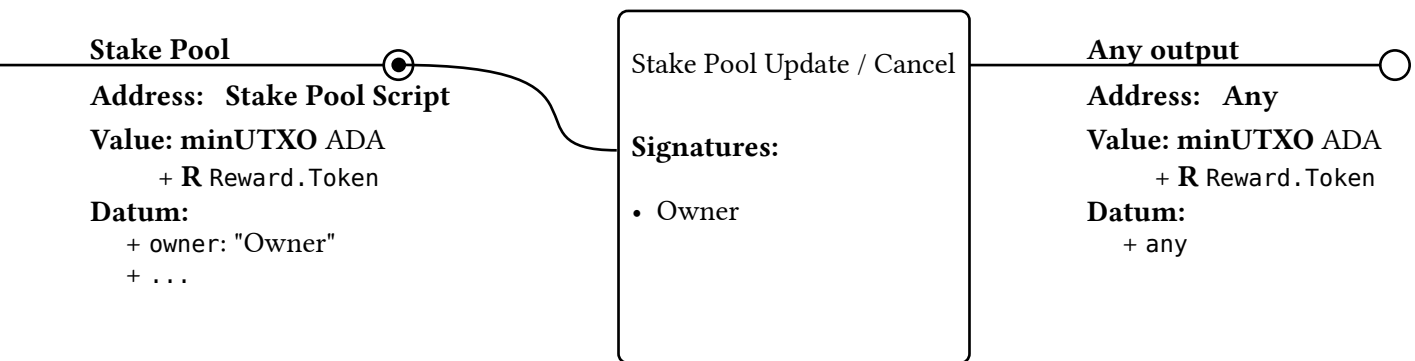 Stake Pool
Address: Stake Pool Script
Value: minUTXO ADA
+ R Reward.Token
Datum:
+ owner: "Owner"
+ ...
Stake Pool Update / Cancel
Signatures:
• Owner
Any output
Address: Any
Value: minUTXO ADA
+ R Reward.Token
Datum:
+ any